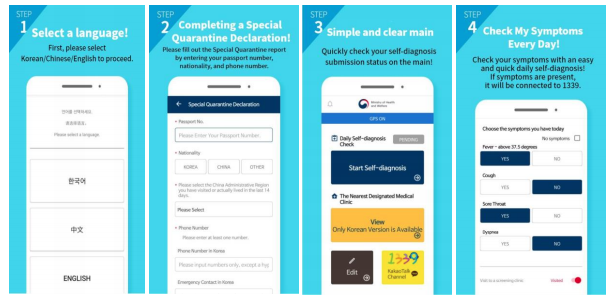 STEP
1 Select a language!
First, please select
Korean/Chinese/English to proceed.
언어를 선택하세요.
Please select a language.
한국어
中文
ENGLISH
STEP
2 Completing a Special
Quarantine Declaration!
Please fill out the Special Quarantine report
by entering your passport number,
nationality, and phone number.
← Special Quarantine Declaration
• Passport No.
Please Enter Your Passport Number.
• Nationality
KOREA CHINA OTHER
• Please select the China Administrative Region
you have visited or actually lived in the last 14
days.
Please Select
• Phone Number
Please enter at least one number.
Phone Number in Korea
Please input numbers only, except a hyp
Emergency Contact in Korea
STEP
3 Simple and clear main
Quickly check your self-diagnosis
submission status on the main!
Ministry of Health
and Welfare
GPS ON
Daily Self-diagnosis
Check
PENDING
Start Self-diagnosis
The Nearest Designated Medical
Clinic
View
Only Korean Version is Available
Edit
1339
KakaoTalk
Channel
STEP
4 Check My Symptoms
Every Day!
Check your symptoms with an easy
and quick daily self-diagnosis!
If symptoms are present,
it will be connected to 1339.
Choose the symptoms you have today
No symptoms
Fever - above 37.5 degrees
YES NO
Cough
YES NO
Sore Throat
YES NO
Dyspnea
YES NO
Visit to a screening clinic Visited